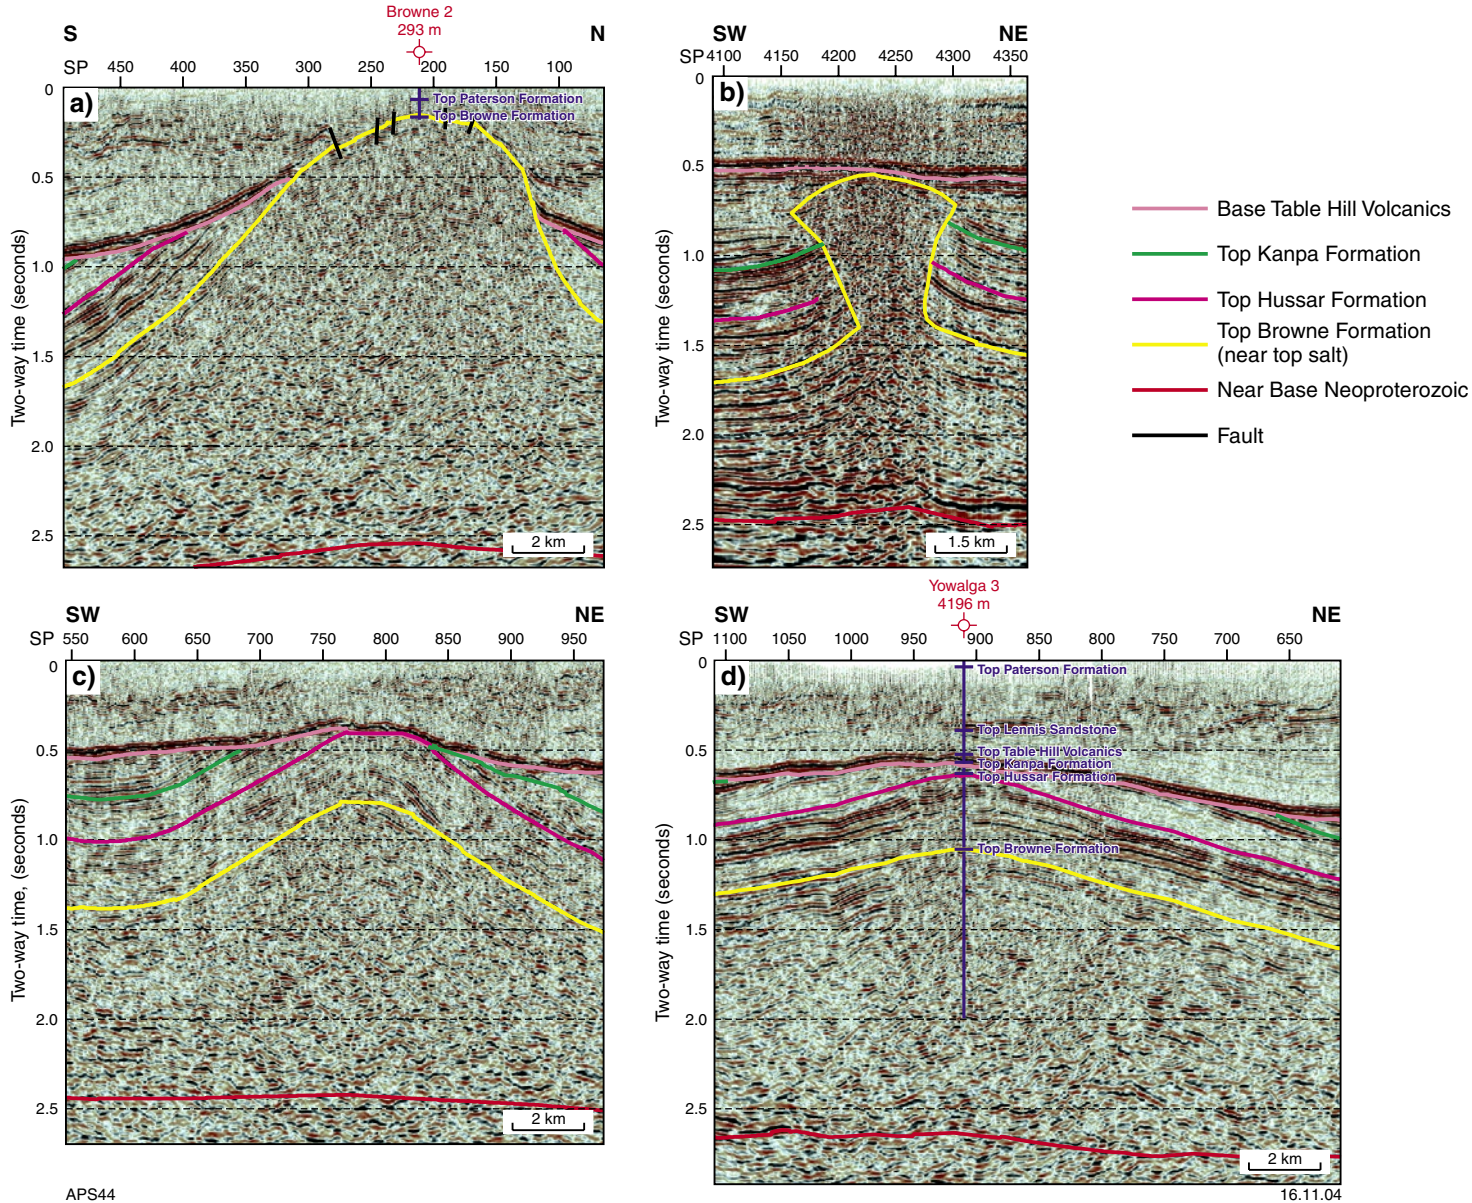 Browne 2
293 m
S
N
SP 450 400 350 300 250 200 150 100
a)
Top Paterson Formation
Top Browne Formation
0
0.5
1.0
1.5
2.0
2.5
Two-way time (seconds)
2 km
SW
NE
SP 4100 4150 4200 4250 4300 4350
b)
0
0.5
1.0
1.5
2.0
2.5
Two-way time (seconds)
1.5 km
Base Table Hill Volcanics
Top Kanpa Formation
Top Hussar Formation
Top Browne Formation
(near top salt)
Near Base Neoproterozoic
Fault
SW
NE
SP 550 600 650 700 750 800 850 900 950
c)
0
0.5
1.0
1.5
2.0
2.5
Two-way time, (seconds)
2 km
Yowalga 3
4196 m
SW
NE
SP 1100 1050 1000 950 900 850 800 750 650
d)
Top Paterson Formation
Top Lennis Sandstone
Top Table Hill Volcanics
Top Kanpa Formation
Top Hussar Formation
Top Browne Formation
0
0.5
1.0
1.5
2.0
2.5
Two-way time (seconds)
2 km
APS44
16.11.04